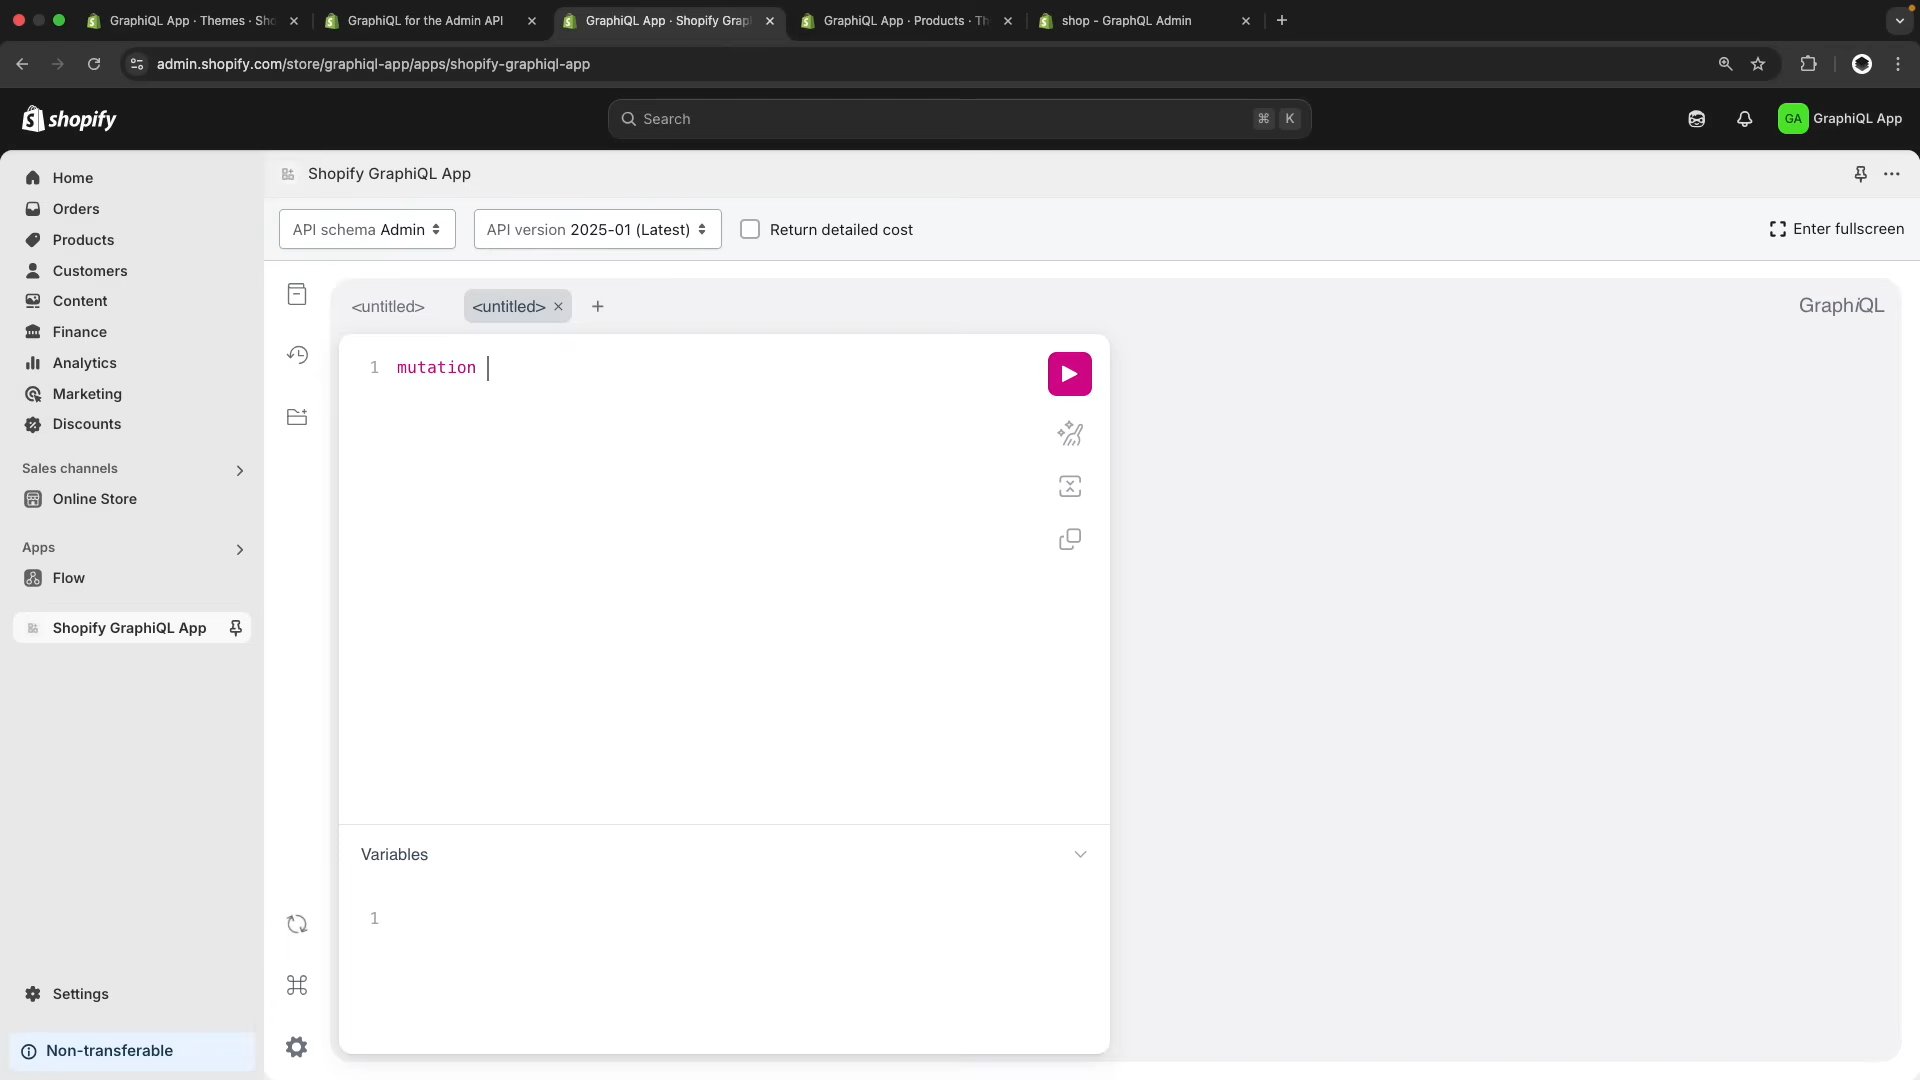 GraphiQL App · Themes · Sho
GraphiQL for the Admin API
GraphiQL App · Shopify Grap
GraphiQL App · Products · Th
shop - GraphQL Admin
admin.shopify.com/store/graphiql-app/apps/shopify-graphiql-app
shopify
Search
⌘ K
GA GraphiQL App
Home
Orders
Products
Customers
Content
Finance
Analytics
Marketing
Discounts
Sales channels
Online Store
Apps
Flow
Shopify GraphiQL App
Settings
Non-transferable
Shopify GraphiQL App
API schema Admin
API version 2025-01 (Latest)
Return detailed cost
Enter fullscreen
<untitled>
<untitled>
GraphiQL
1 mutation
Variables
1